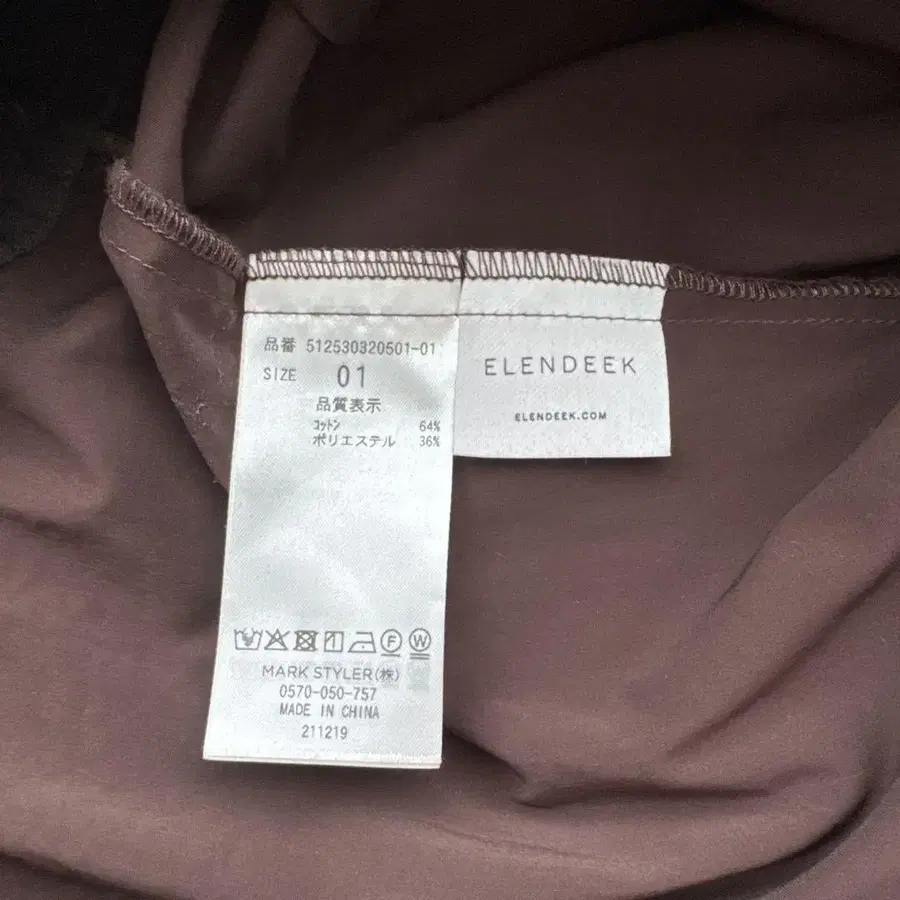 品番 512530320501-01
SIZE 01
品質表示
コットン 64%
ポリエステル 36%
F W
MARK STYLER(株)
0570-050-757
MADE IN CHINA
211219
ELENDEEK
ELENDEEK.COM